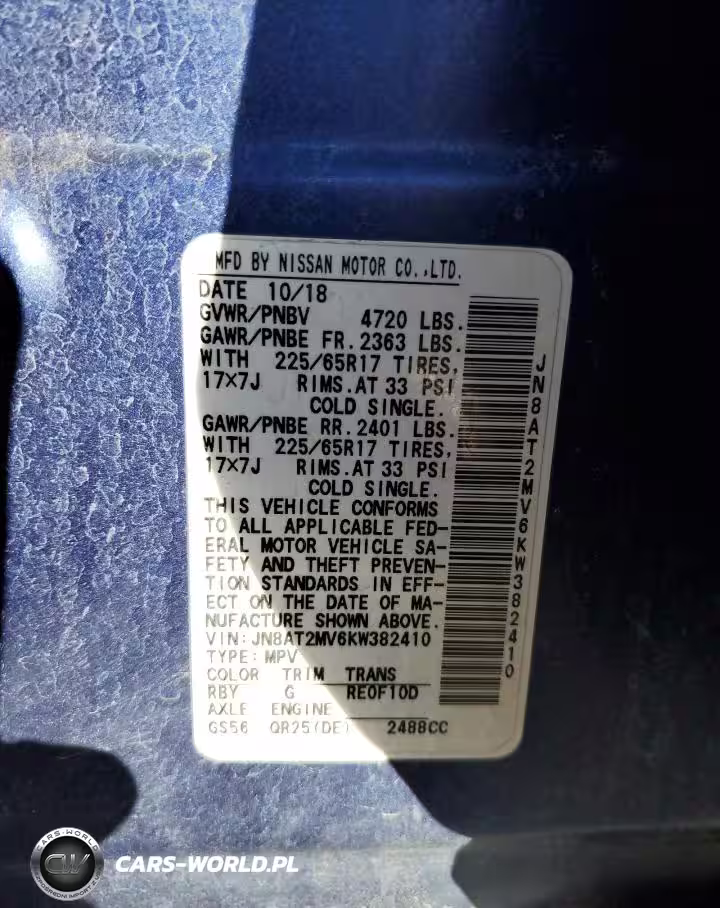 MFD BY NISSAN MOTOR CO.,LTD.
DATE 10/18
GVWR/PNBV 4720 LBS.
GAWR/PNBE FR. 2363 LBS.
WITH 225/65R17 TIRES,
17×7J RIMS. AT 33 PSI
COLD SINGLE.
GAWR/PNBE RR. 2401 LBS.
WITH 225/65R17 TIRES,
17×7J RIMS. AT 33 PSI
COLD SINGLE.
THIS VEHICLE CONFORMS
TO ALL APPLICABLE FED-
ERAL MOTOR VEHICLE SA-
FETY AND THEFT PREVEN-
TION STANDARDS IN EFF-
ECT ON THE DATE OF MA-
NUFACTURE SHOWN ABOVE.
VIN: JN8AT2MV6KW382410
TYPE: MPV
COLOR TRIM TRANS
RBY G RE0F10D
AXLE ENGINE
GS56 QR25(DE) 2488CC
JN8AT2MV6KW382410
CARS-WORLD
CW
CARS-WORLD.PL